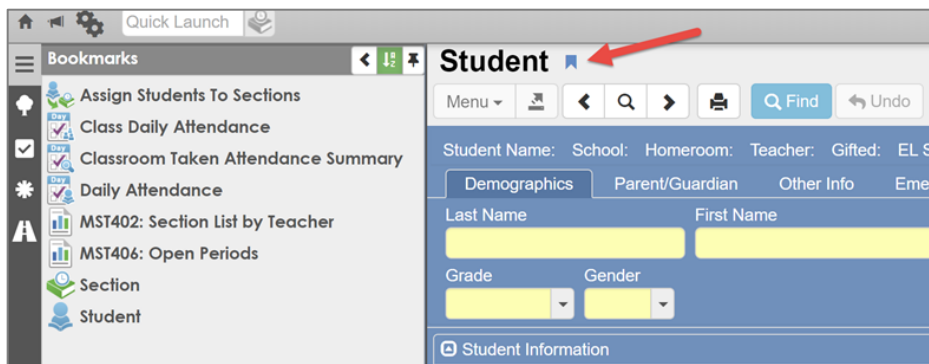 Quick Launch
Bookmarks
Assign Students To Sections
Class Daily Attendance
Classroom Taken Attendance Summary
Daily Attendance
MST402: Section List by Teacher
MST406: Open Periods
Section
Student
Student
Menu Find Undo
Student Name: School: Homeroom: Teacher: Gifted: EL S
Demographics Parent/Guardian Other Info Eme
Last Name First Name
Grade Gender
Student Information